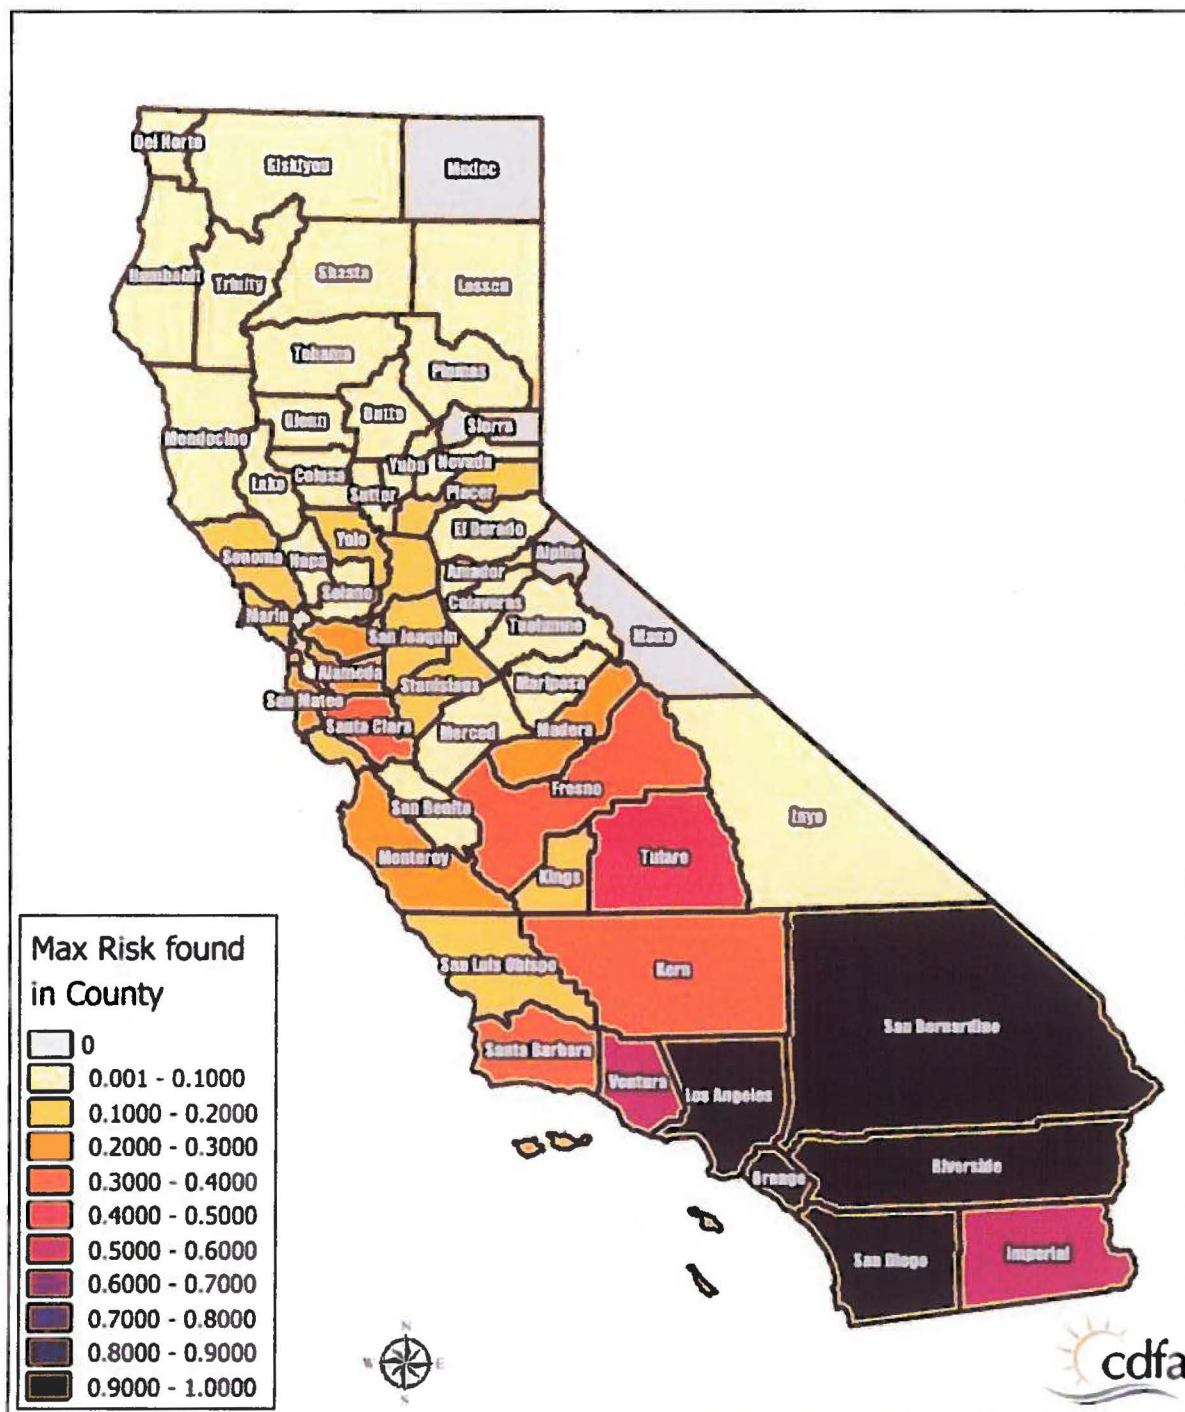 Del Norte
Siskiyou
Modoc
Humboldt
Trinity
Shasta
Lassen
Tehama
Plumas
Glenn
Butte
Sierra
Mendocino
Lake
Colusa
Sutter
Yuba
Nevada
Placer
El Dorado
Alpine
Sonoma
Napa
Yolo
Amador
Solano
Calaveras
Marin
San Joaquin
Tuolumne
Mono
Alameda
San Mateo
Santa Clara
Stanislaus
Mariposa
Merced
Madera
San Benito
Fresno
Inyo
Monterey
Kings
Tulare
San Luis Obispo
Kern
San Bernardino
Santa Barbara
Ventura
Los Angeles
Orange
Riverside
San Diego
Imperial
Max Risk found
in County
0
0.001 - 0.1000
0.1000 - 0.2000
0.2000 - 0.3000
0.3000 - 0.4000
0.4000 - 0.5000
0.5000 - 0.6000
0.6000 - 0.7000
0.7000 - 0.8000
0.8000 - 0.9000
0.9000 - 1.0000
N
W E
S
cdfa